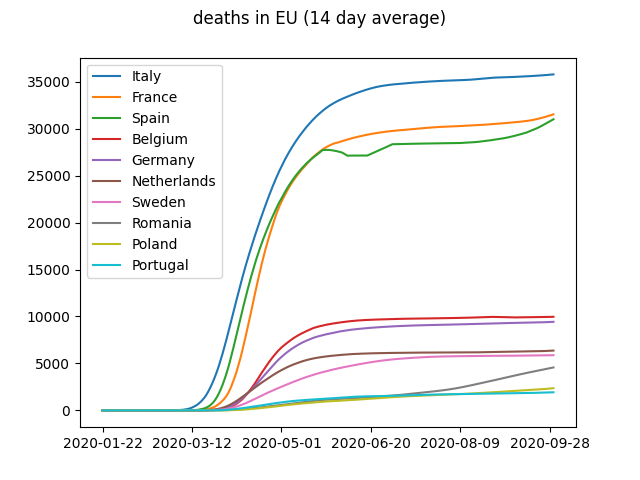 deaths in EU (14 day average)
35000
30000
25000
20000
15000
10000
5000
0
Italy
France
Spain
Belgium
Germany
Netherlands
Sweden
Romania
Poland
Portugal
2020-01-22 2020-03-12 2020-05-01 2020-06-20 2020-08-09 2020-09-28